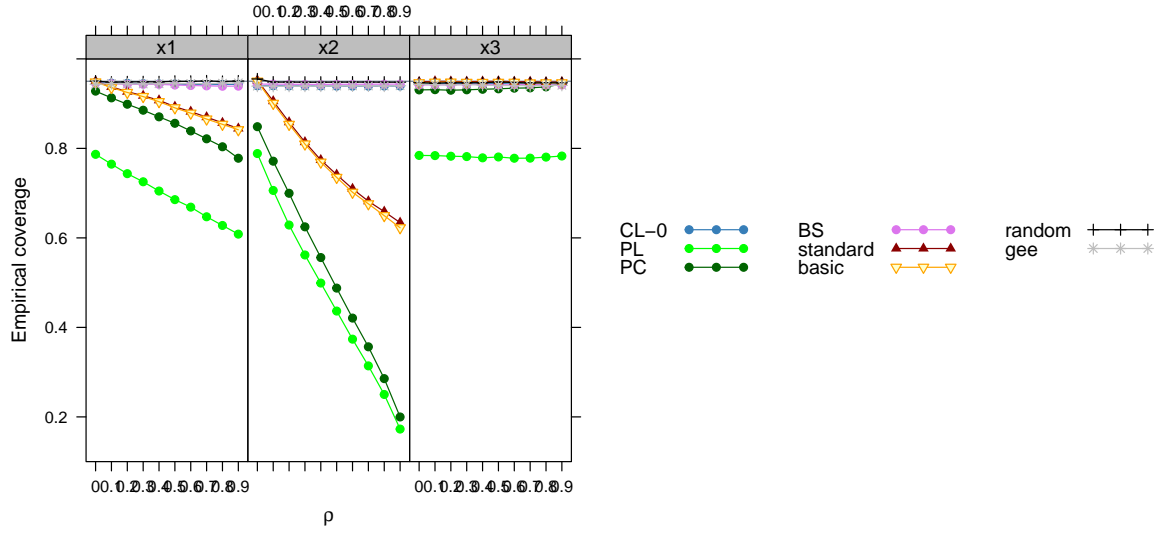 00.10.20.30.40.50.60.70.80.9
x1 x2 x3
0.8
0.6
0.4
0.2
Empirical coverage
00.10.20.30.40.50.60.70.80.9 00.10.20.30.40.50.60.70.80.9
ρ
CL−0 BS random
PL standard gee
PC basic